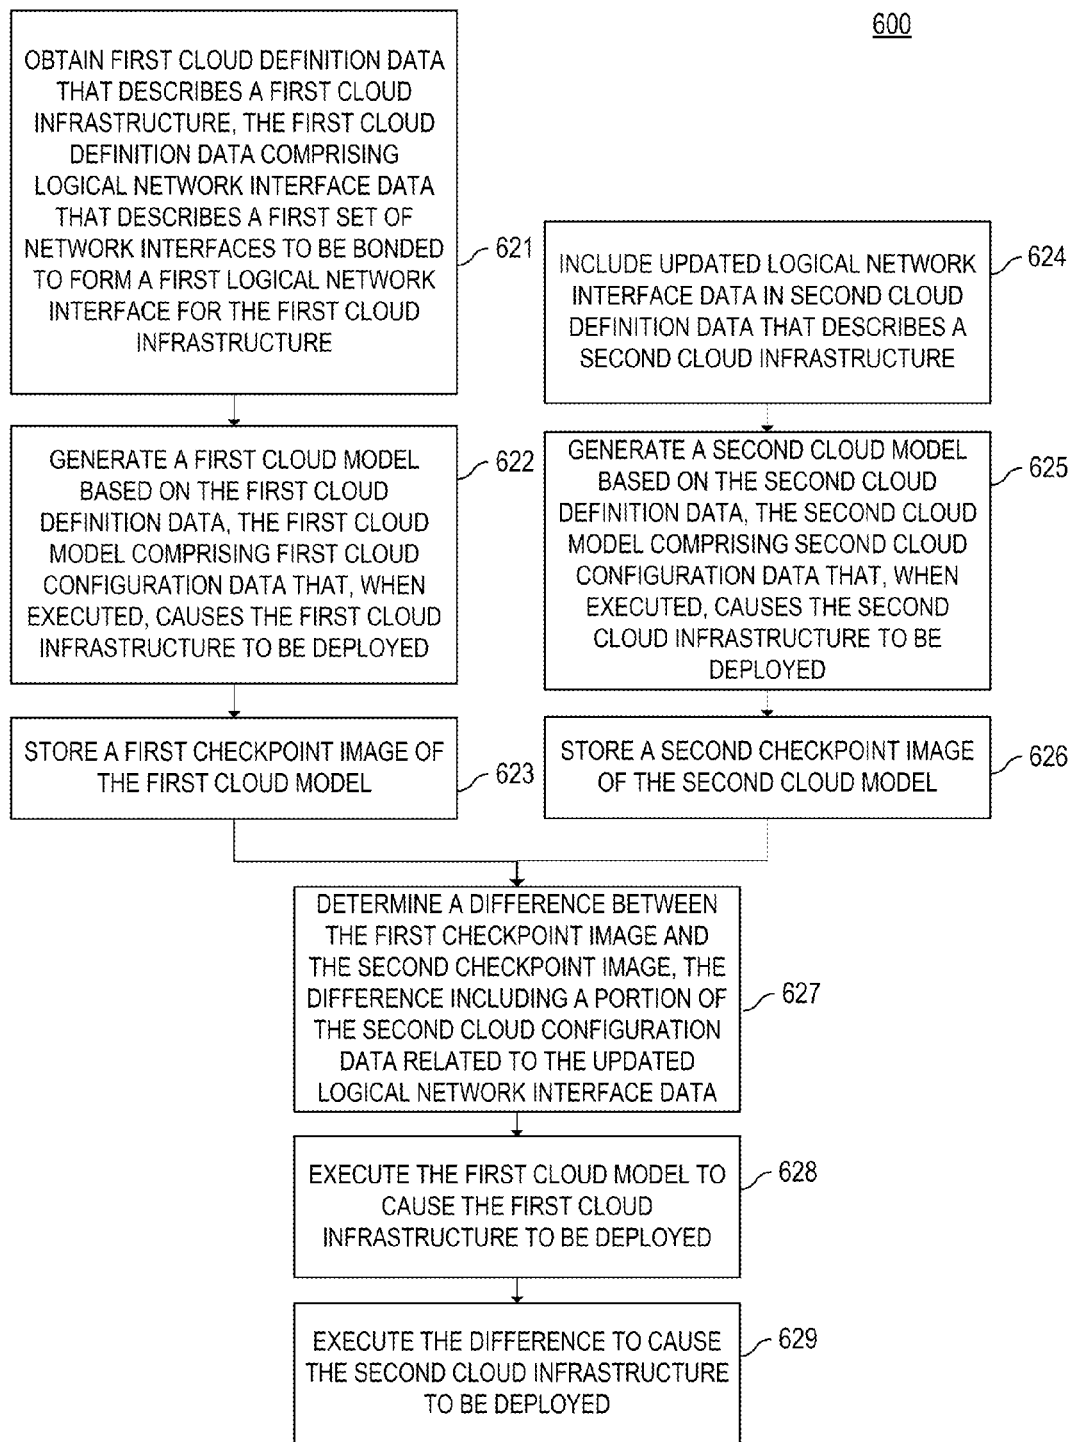 600
OBTAIN FIRST CLOUD DEFINITION DATA
THAT DESCRIBES A FIRST CLOUD
INFRASTRUCTURE, THE FIRST CLOUD
DEFINITION DATA COMPRISING
LOGICAL NETWORK INTERFACE DATA
THAT DESCRIBES A FIRST SET OF
NETWORK INTERFACES TO BE BONDED
TO FORM A FIRST LOGICAL NETWORK
INTERFACE FOR THE FIRST CLOUD
INFRASTRUCTURE
621
GENERATE A FIRST CLOUD MODEL
BASED ON THE FIRST CLOUD
DEFINITION DATA, THE FIRST CLOUD
MODEL COMPRISING FIRST CLOUD
CONFIGURATION DATA THAT, WHEN
EXECUTED, CAUSES THE FIRST CLOUD
INFRASTRUCTURE TO BE DEPLOYED
622
STORE A FIRST CHECKPOINT IMAGE OF
THE FIRST CLOUD MODEL
623
INCLUDE UPDATED LOGICAL NETWORK
INTERFACE DATA IN SECOND CLOUD
DEFINITION DATA THAT DESCRIBES A
SECOND CLOUD INFRASTRUCTURE
624
GENERATE A SECOND CLOUD MODEL
BASED ON THE SECOND CLOUD
DEFINITION DATA, THE SECOND CLOUD
MODEL COMPRISING SECOND CLOUD
CONFIGURATION DATA THAT, WHEN
EXECUTED, CAUSES THE SECOND
CLOUD INFRASTRUCTURE TO BE
DEPLOYED
625
STORE A SECOND CHECKPOINT IMAGE
OF THE SECOND CLOUD MODEL
626
DETERMINE A DIFFERENCE BETWEEN
THE FIRST CHECKPOINT IMAGE AND
THE SECOND CHECKPOINT IMAGE, THE
DIFFERENCE INCLUDING A PORTION OF
THE SECOND CLOUD CONFIGURATION
DATA RELATED TO THE UPDATED
LOGICAL NETWORK INTERFACE DATA
627
EXECUTE THE FIRST CLOUD MODEL TO
CAUSE THE FIRST CLOUD
INFRASTRUCTURE TO BE DEPLOYED
628
EXECUTE THE DIFFERENCE TO CAUSE
THE SECOND CLOUD INFRASTRUCTURE
TO BE DEPLOYED
629